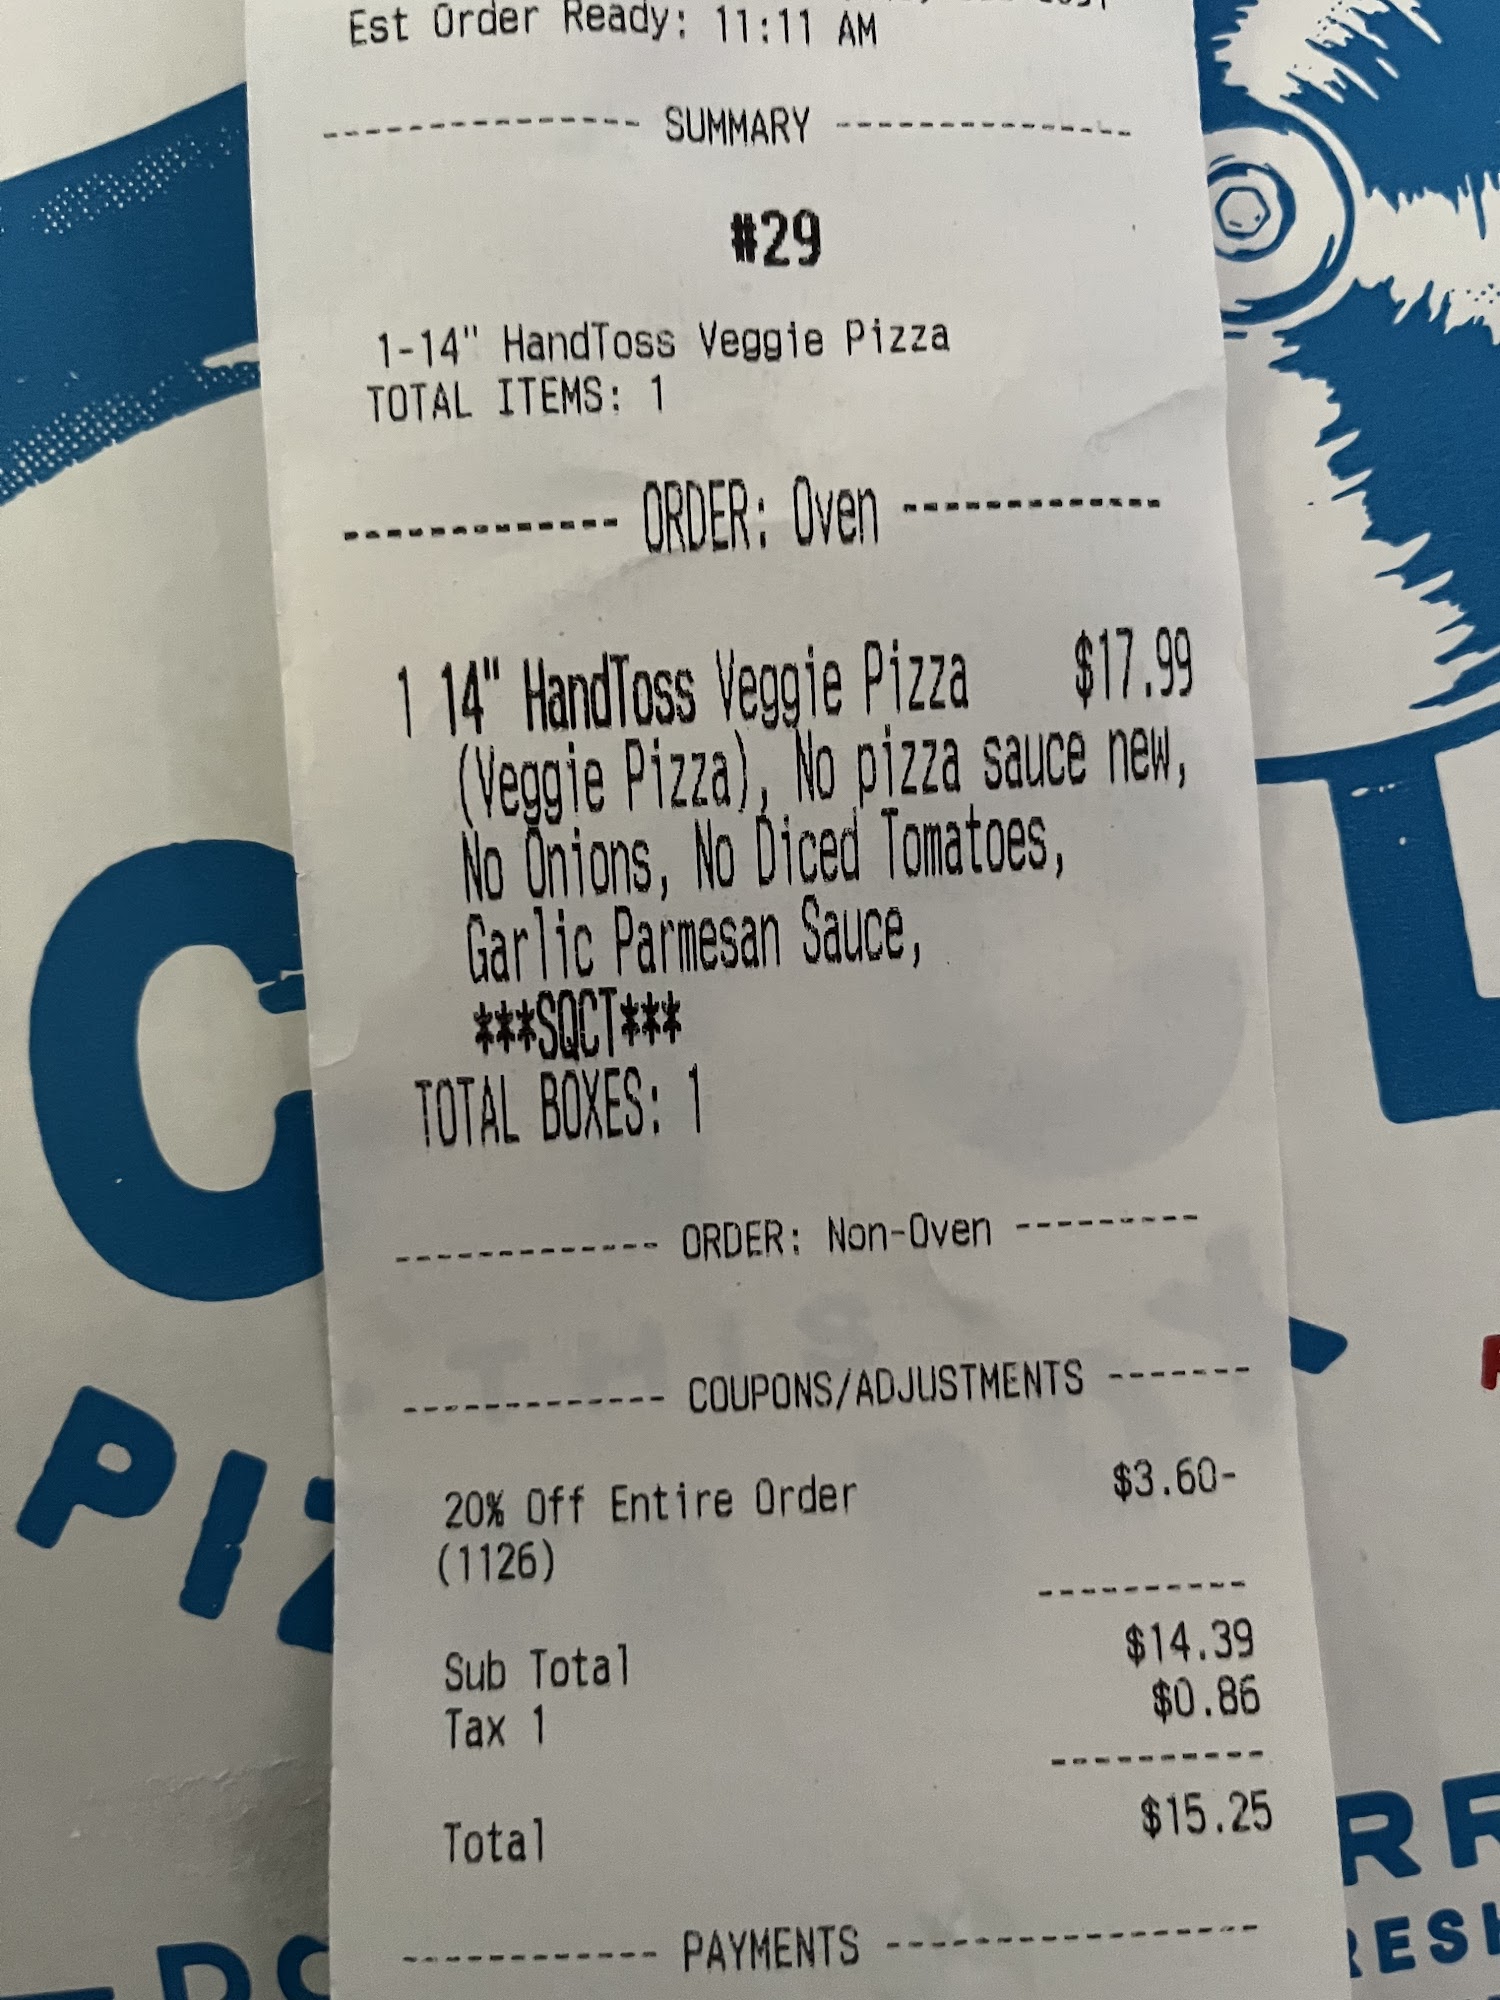 Est Order Ready: 11:11 AM
--------------- SUMMARY ---------------
#29
1-14" HandToss Veggie Pizza
TOTAL ITEMS: 1
------------- ORDER: Oven -------------
1 14" HandToss Veggie Pizza $17.99
(Veggie Pizza), No pizza sauce new,
No Onions, No Diced Tomatoes,
Garlic Parmesan Sauce,
***SQCT***
TOTAL BOXES: 1
------------- ORDER: Non-Oven ---------
------------- COUPONS/ADJUSTMENTS -------
20% Off Entire Order $3.60-
(1126)
----------
Sub Total $14.39
Tax 1 $0.86
----------
Total $15.25
------------ PAYMENTS ------------------